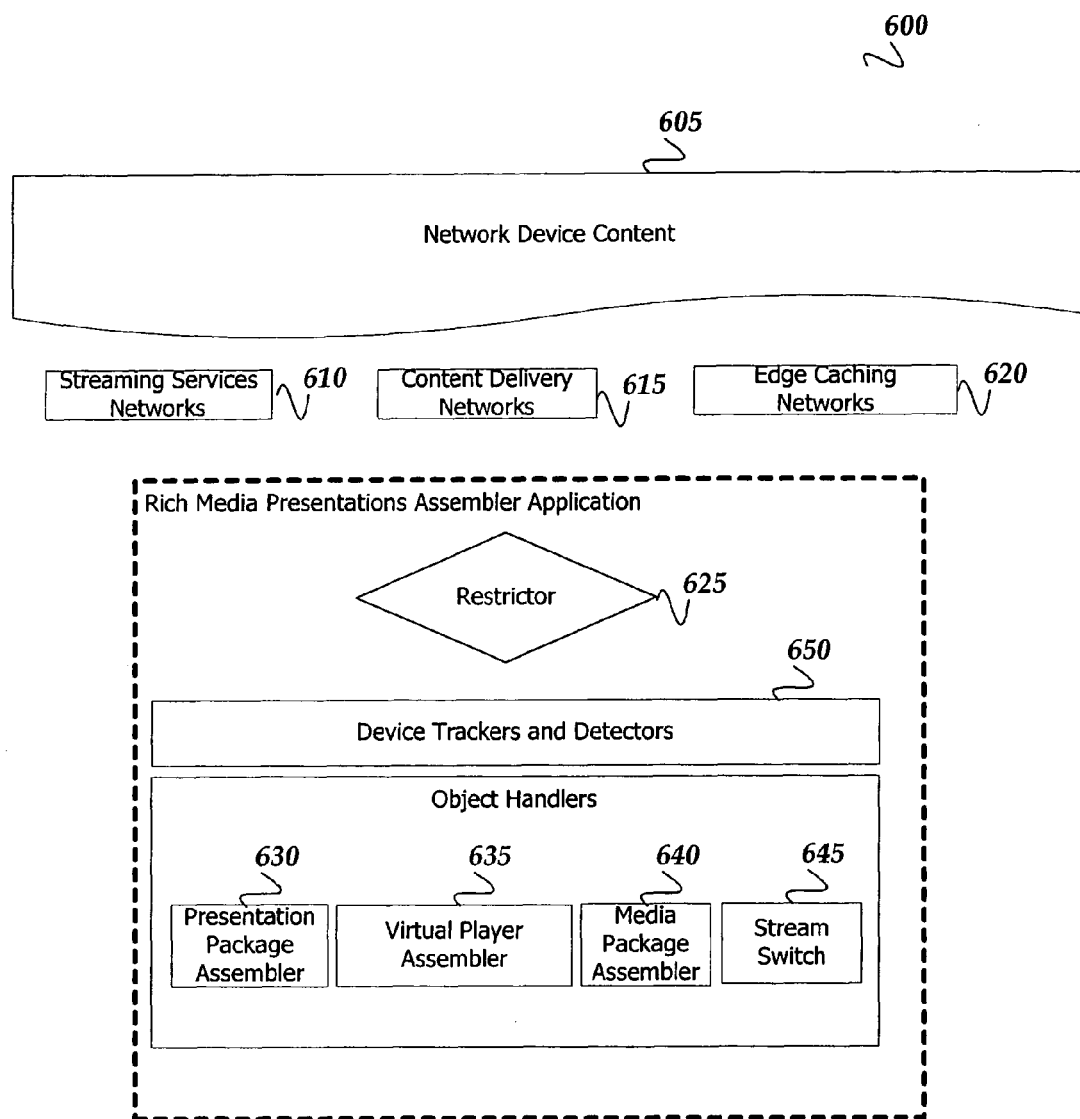 600
605
Network Device Content
Streaming Services
Networks
610
Content Delivery
Networks
615
Edge Caching
Networks
620
Rich Media Presentations Assembler Application
Restrictor
625
650
Device Trackers and Detectors
Object Handlers
630
635
640
645
Presentation
Package
Assembler
Virtual Player
Assembler
Media
Package
Assembler
Stream
Switch